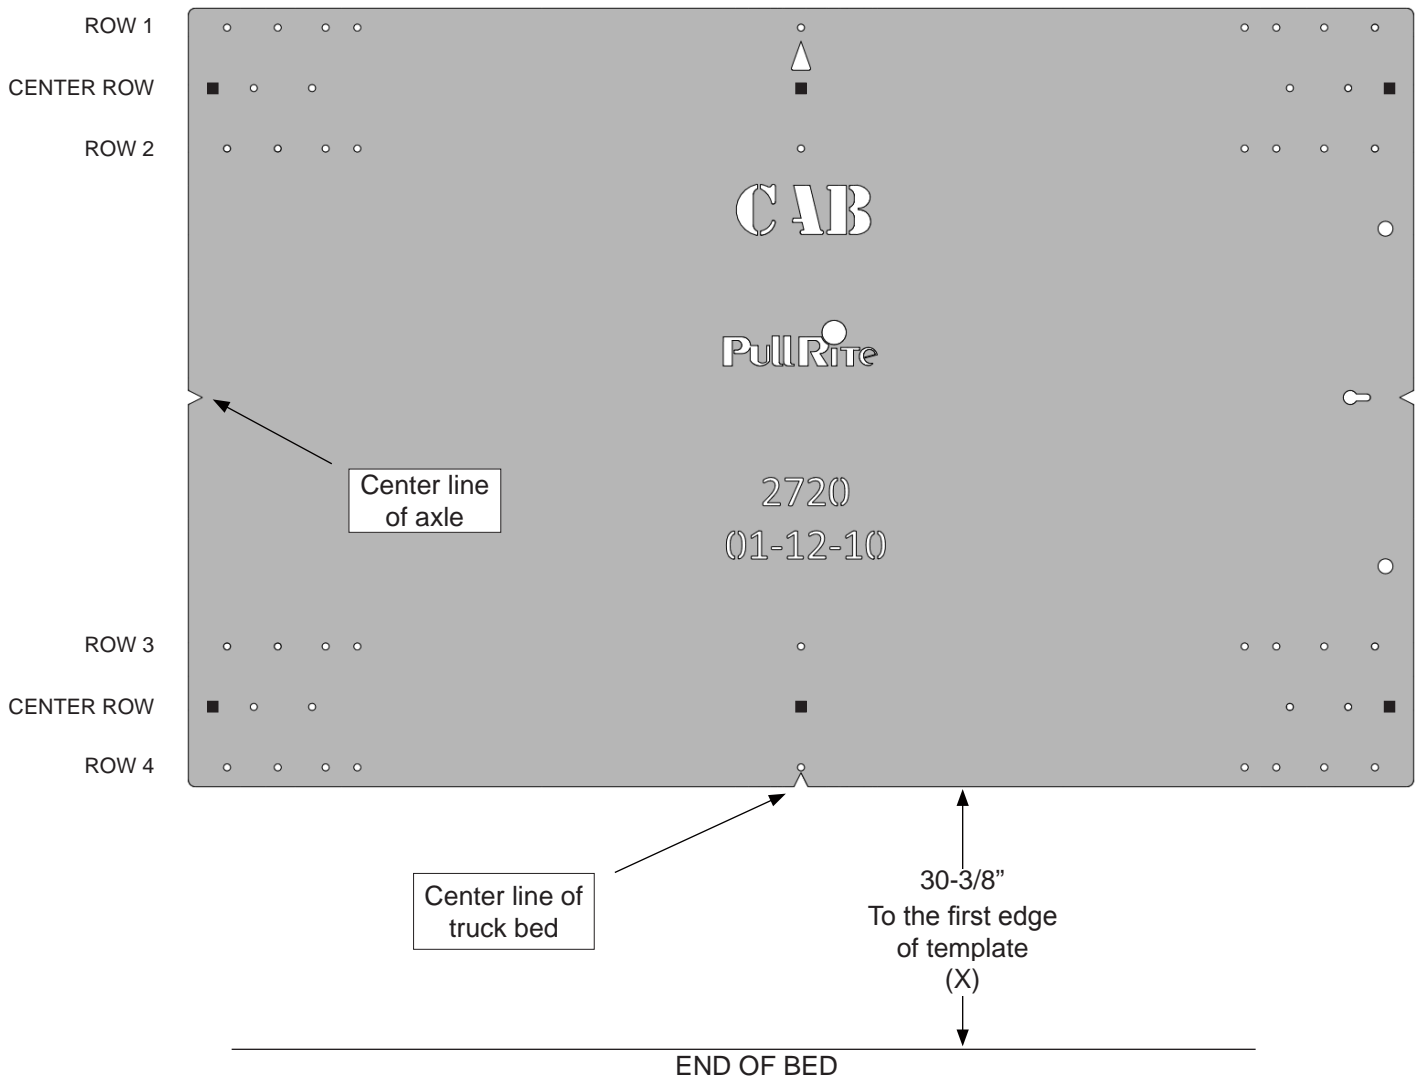 ROW 1
CENTER ROW
ROW 2
CAB
PullRite
Center line
of axle
2720
01-12-10
ROW 3
CENTER ROW
ROW 4
Center line of
truck bed
30-3/8”
To the first edge
of template
(X)
END OF BED